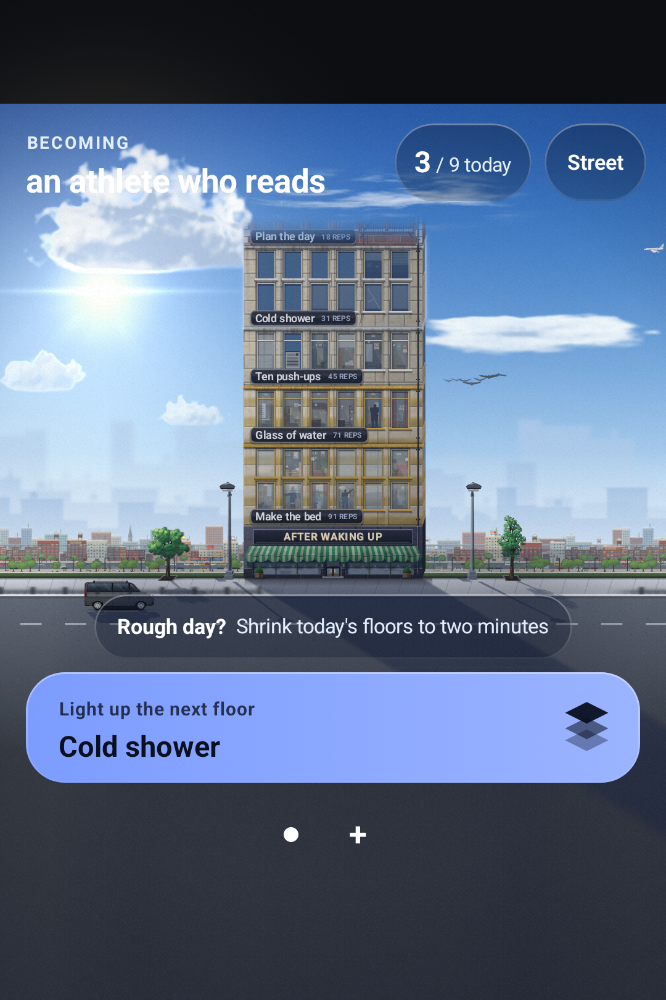 BECOMING
an athlete who reads
3 / 9 today
Street
Plan the day 18 REPS
Cold shower 31 REPS
Ten push-ups 45 REPS
Glass of water 71 REPS
Make the bed 91 REPS
AFTER WAKING UP
Rough day? Shrink today's floors to two minutes
Light up the next floor
Cold shower